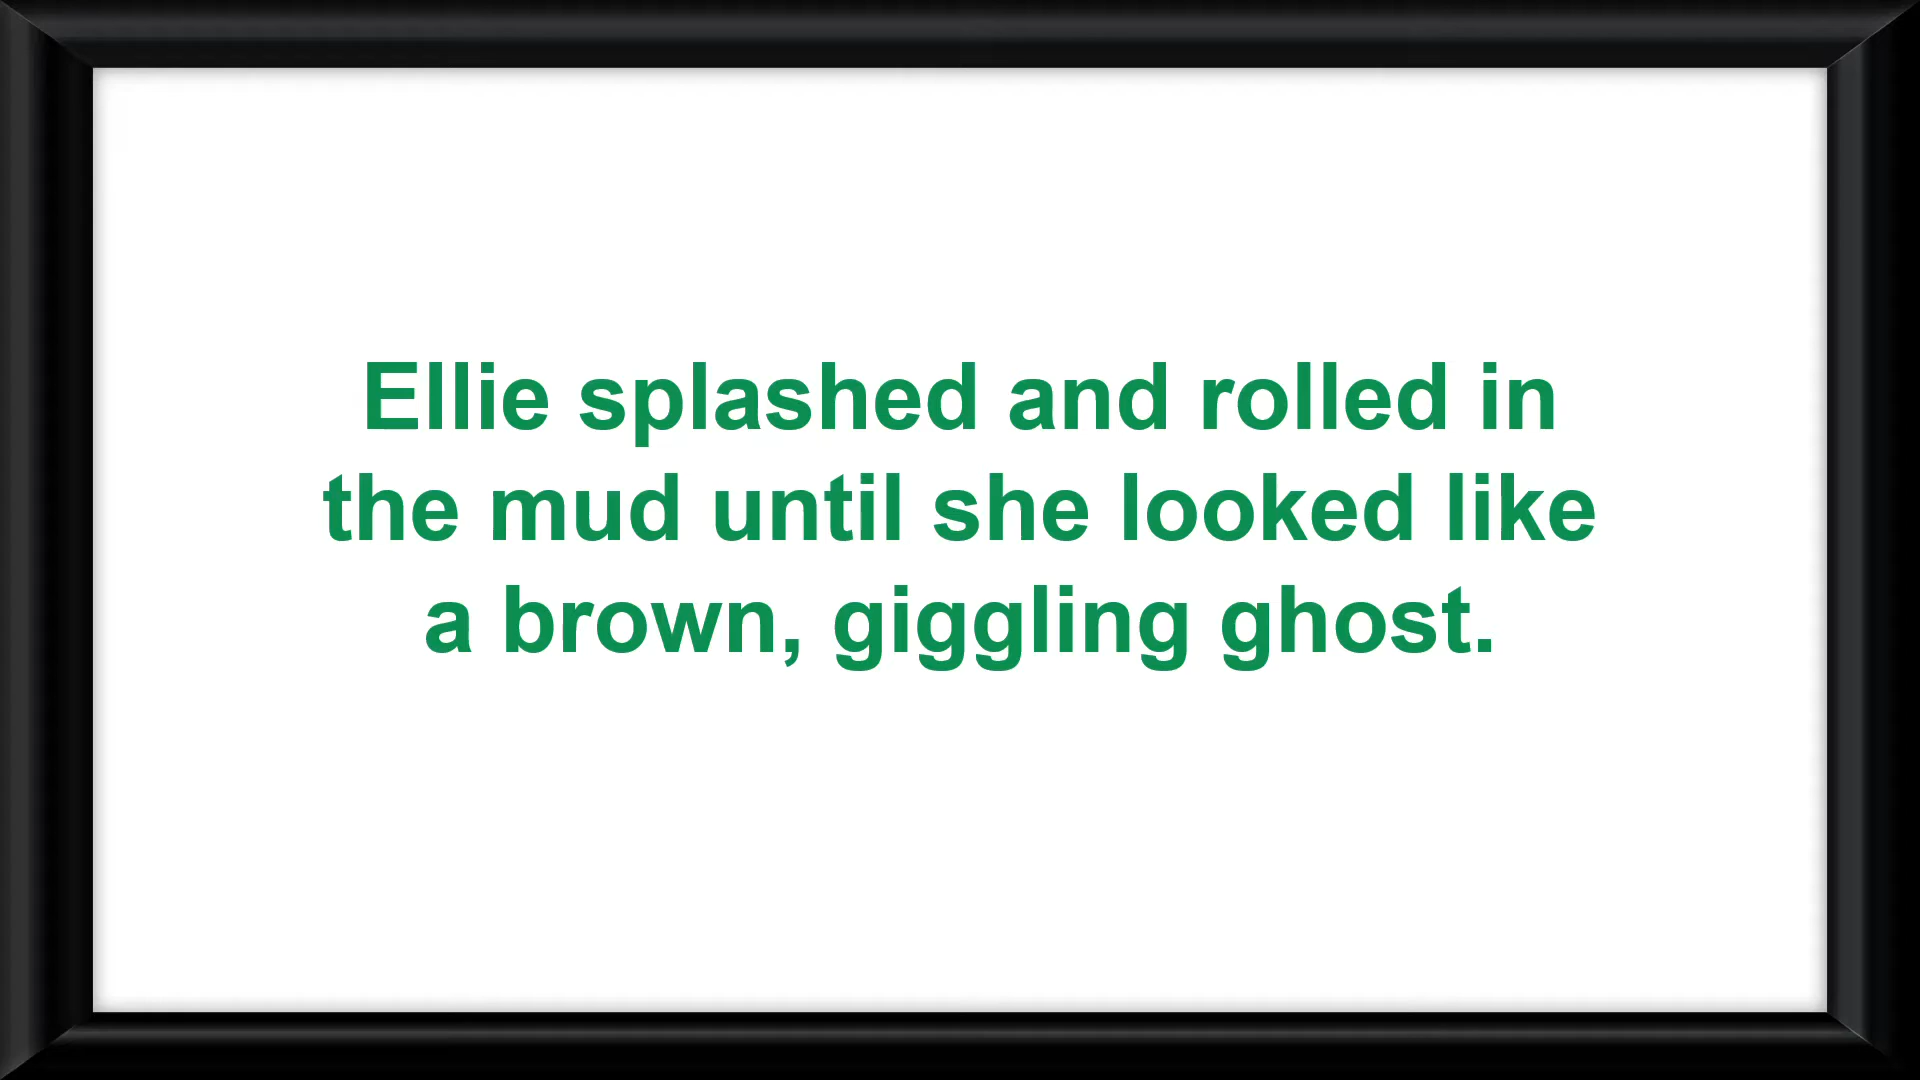 Ellie splashed and rolled in
the mud until she looked like
a brown, giggling ghost.